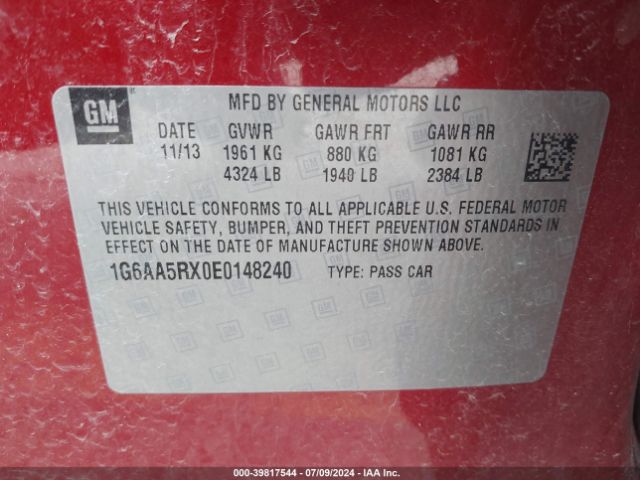 GM MFD BY GENERAL MOTORS LLC
DATE GVWR GAWR FRT GAWR RR
11/13 1961 KG 880 KG 1081 KG
4324 LB 1940 LB 2384 LB
THIS VEHICLE CONFORMS TO ALL APPLICABLE U.S. FEDERAL MOTOR
VEHICLE SAFETY, BUMPER, AND THEFT PREVENTION STANDARDS IN
EFFECT ON THE DATE OF MANUFACTURE SHOWN ABOVE.
1G6AA5RX0E0148240 TYPE: PASS CAR
000-39817544 / 07/09/2024 - IAA Inc.